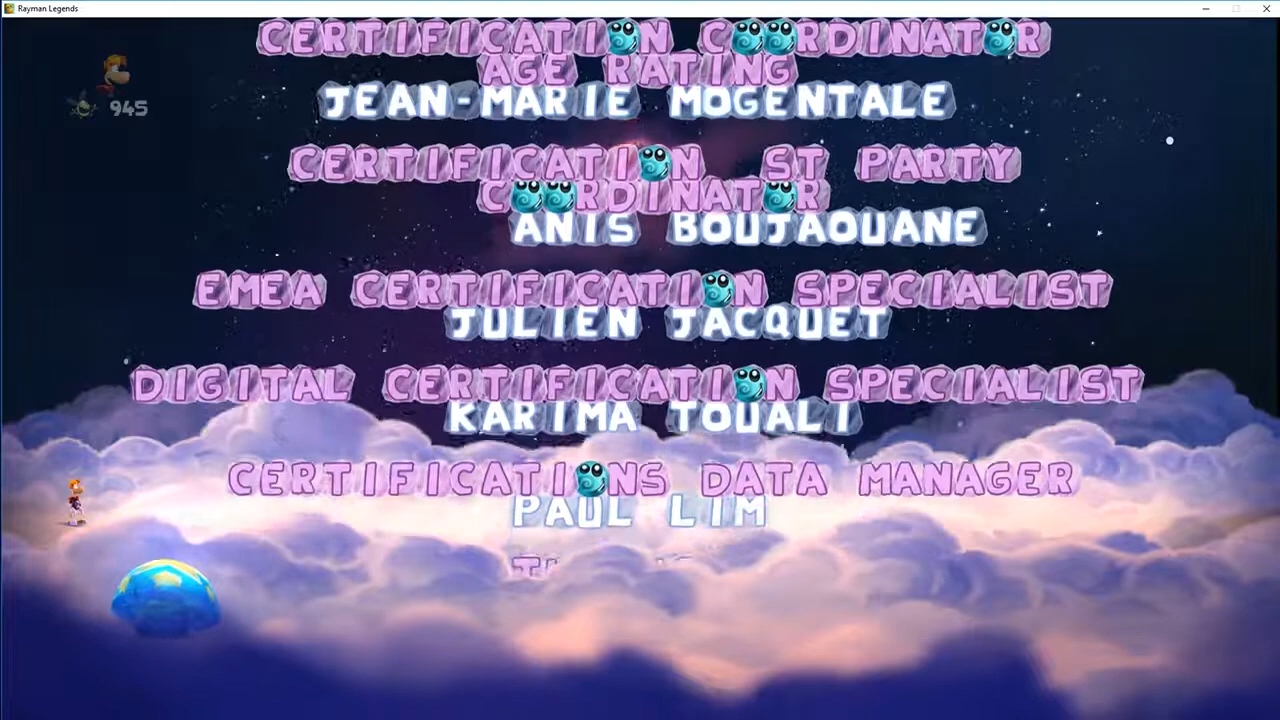 Rayman Legends
CERTIFICATION COORDINATOR
AGE RATING
945
JEAN-MARIE MOGENTALE
CERTIFICATION ST PARTY
COORDINATOR
ANIS BOUJAOUANE
EMEA CERTIFICATION SPECIALIST
JULIEN JACQUET
DIGITAL CERTIFICATION SPECIALIST
KARIMA TOUALI
CERTIFICATIONS DATA MANAGER
PAUL LIM